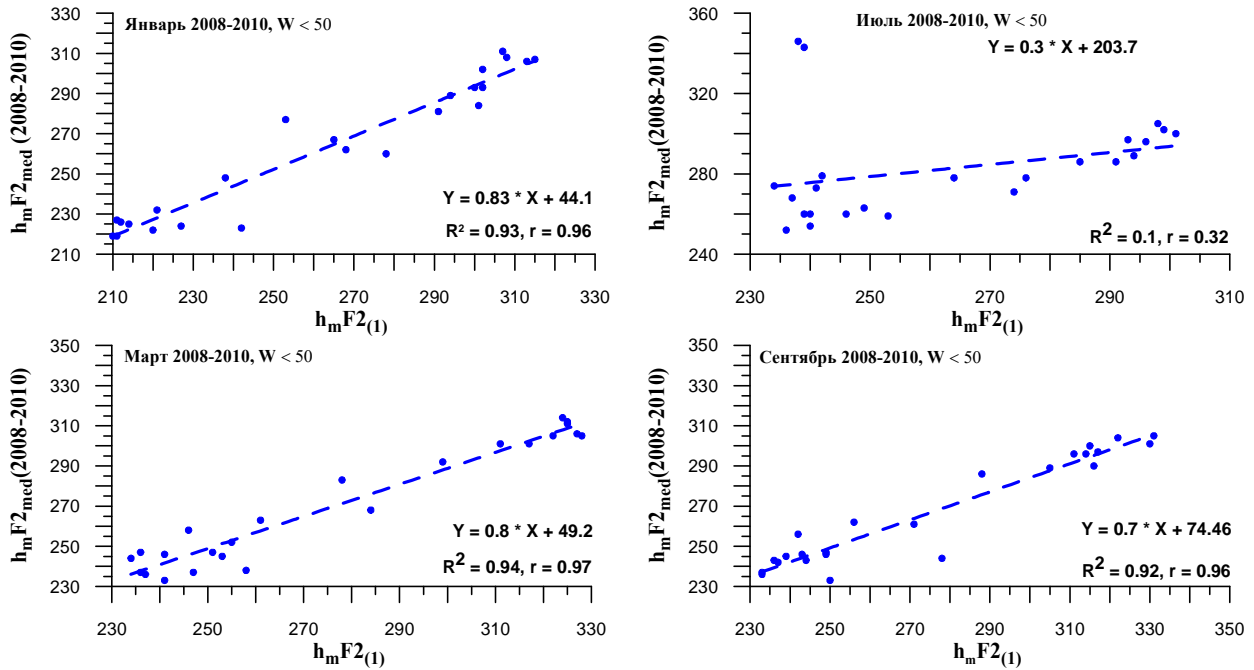 Январь 2008-2010, W < 50
Y = 0.83 * X + 44.1
R² = 0.93, r = 0.96
hmF2med (2008-2010)
330
310
290
270
250
230
210
210 230 250 270 290 310 330
hmF2(1)
Июль 2008-2010, W < 50
Y = 0.3 * X + 203.7
R² = 0.1, r = 0.32
hmF2med(2008-2010)
360
320
280
240
230 250 270 290 310
hmF2(1)
Март 2008-2010, W < 50
Y = 0.8 * X + 49.2
R² = 0.94, r = 0.97
hmF2med(2008-2010)
350
330
310
290
270
250
230
230 250 270 290 310 330
hmF2(1)
Сентябрь 2008-2010, W < 50
Y = 0.7 * X + 74.46
R² = 0.92, r = 0.96
hmF2med(2008-2010)
350
330
310
290
270
250
230
230 250 270 290 310 330 350
hmF2(1)